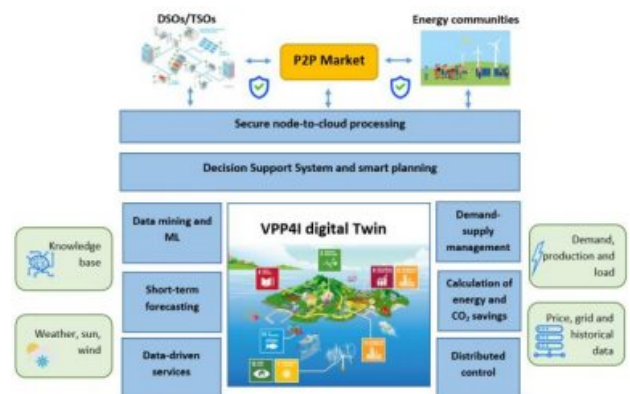 DSOs/TSOs
Energy communities
P2P Market
Secure node-to-cloud processing
Decision Support System and smart planning
Knowledge
base
Weather, sun,
wind
Data mining and
ML
Short-term
forecasting
Data-driven
services
VPP4I digital Twin
Demand-
supply
management
Calculation of
energy and
CO₂ savings
Distributed
control
Demand,
production and
load
Price, grid and
historical
data